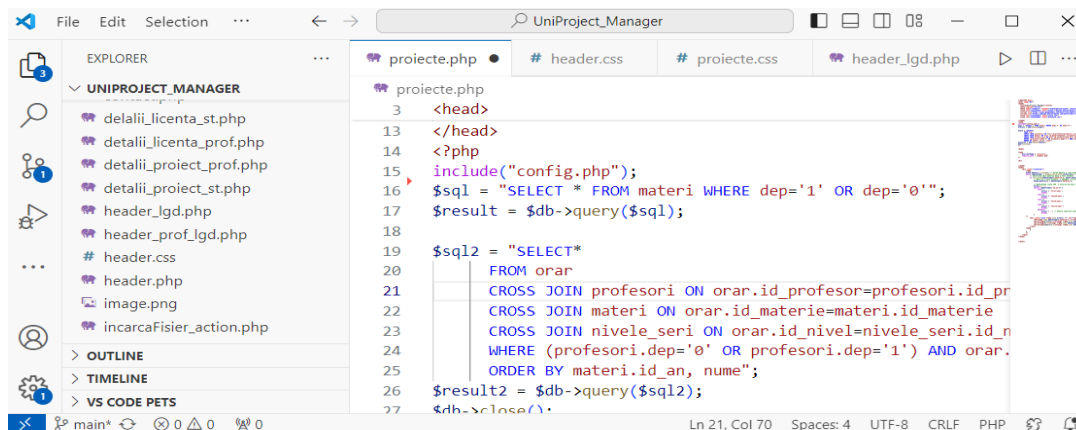 File Edit Selection ··· UniProject_Manager
EXPLORER ···
UNIPROJECT_MANAGER
delalii_licenta_st.php
detalii_licenta_prof.php
detalii_proiect_prof.php
detalii_proiect_st.php
header_lgd.php
header_prof_lgd.php
# header.css
header.php
image.png
incarcaFisier_action.php
OUTLINE
TIMELINE
VS CODE PETS
3
1
1
proiecte.php # header.css # proiecte.css header_lgd.php ···
proiecte.php
3 <head>
13 </head>
14 <?php
15 include("config.php");
16 $sql = "SELECT * FROM materi WHERE dep='1' OR dep='0'";
17 $result = $db->query($sql);
18
19 $sql2 = "SELECT*
20 FROM orar
21 CROSS JOIN profesori ON orar.id_profesor=profesori.id_pr
22 CROSS JOIN materi ON orar.id_materie=materi.id_materie
23 CROSS JOIN nivele_seri ON orar.id_nivel=nivele_seri.id_n
24 WHERE (profesori.dep='0' OR profesori.dep='1') AND orar.
25 ORDER BY materi.id_an, nume";
26 $result2 = $db->query($sql2);
27 $db->close();
main* 0 0 0 Ln 21, Col 70 Spaces: 4 UTF-8 CRLF PHP